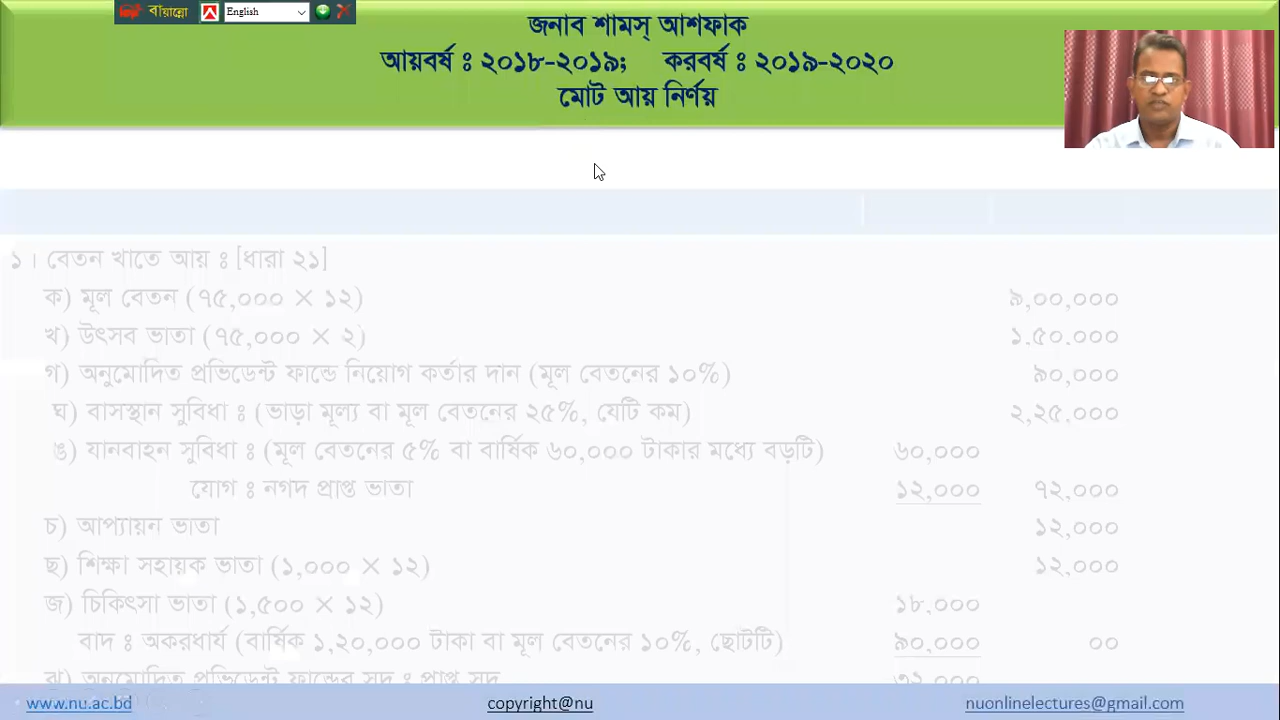 বাঁয়ান্নো English
জনাব শামস্ আশফাক
আয়বর্ষ ঃ ২০১৮-২০১৯; করবর্ষ ঃ ২০১৯-২০২০
মোট আয় নির্ণয়
১। বেতন খাতে আয় ঃ [ধারা ২১]
ক) মূল বেতন (৭৫,০০০ × ১২) ৯,০০,০০০
খ) উৎসব ভাতা (৭৫,০০০ × ২) ১.৫০.০০০
গ) অনুমোদিত প্রভিডেন্ট ফান্ডে নিয়োগ কর্তার দান (মূল বেতনের ১০%) ৯০,০০০
ঘ) বাসস্থান সুবিধা ঃ (ভাড়া মূল্য বা মূল বেতনের ২৫%, যেটি কম) ২,২৫,০০০
ঙ) যানবাহন সুবিধা ঃ (মূল বেতনের ৫% বা বার্ষিক ৬০,০০০ টাকার মধ্যে বড়টি) ৬০,০০০
যোগ ঃ নগদ প্রাপ্ত ভাতা ১২,০০০ ৭২,০০০
চ) আপ্যায়ন ভাতা ১২,০০০
ছ) শিক্ষা সহায়ক ভাতা (১,০০০ × ১২) ১২,০০০
জ) চিকিৎসা ভাতা (১,৫০০ × ১২) ১৮,০০০
বাদ ঃ অকরধার্য (বার্ষিক ১,২০,০০০ টাকা বা মূল বেতনের ১০%, ছোটটি) ৯০,০০০ ০০
ঝ) অনুমোদিত প্রভিডেন্ট ফান্ডের সুদ ঃ প্রাপ্ত সুদ ৩২,০০০
www.nu.ac.bd copyright@nu nuonlinelectures@gmail.com